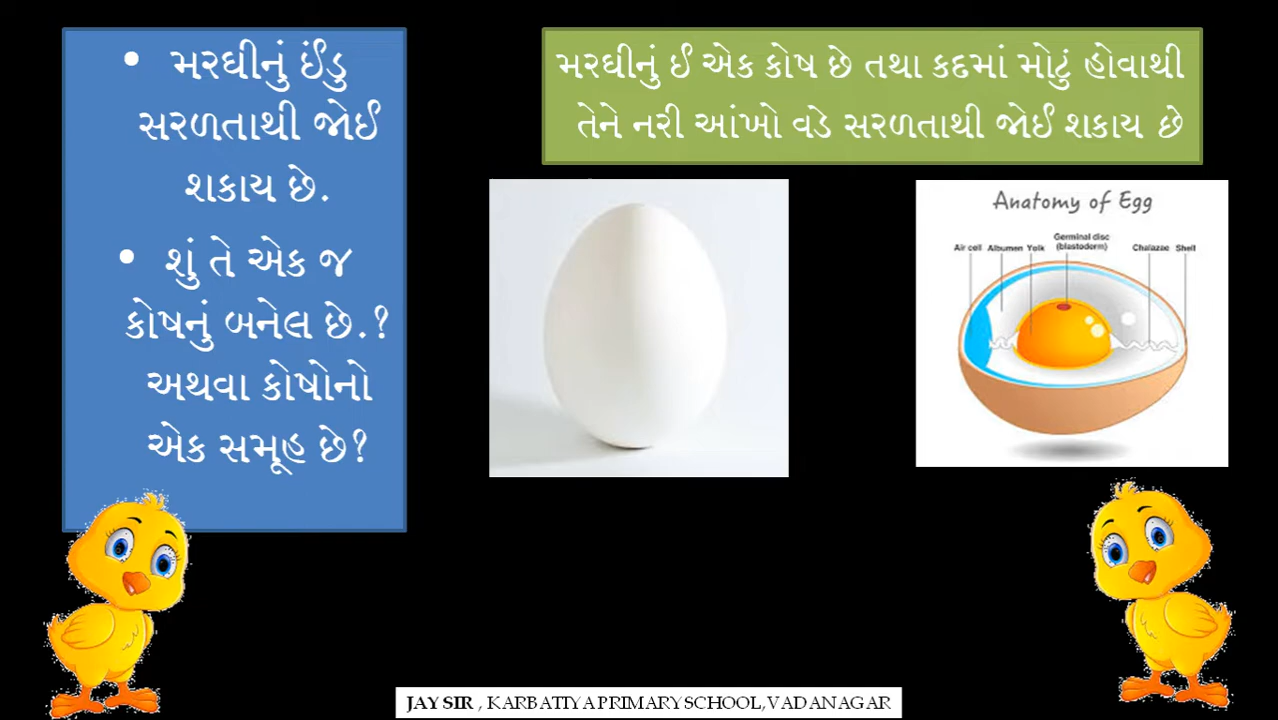 • મરઘીનું ઈંડુ
સરળતાથી જોઈ
શકાય છે.
• શું તે એક જ
કોષનું બનેલ છે.?
અથવા કોષોનો
એક સમૂહ છે?
મરઘીનું ઈ એક કોષ છે તથા કદમાં મોટું હોવાથી
તેને નરી આંખો વડે સરળતાથી જોઈ શકાય છે
Anatomy of Egg
Germinal disc
Air cell Albumen Yolk (blastoderm) Chalazae Shell
JAY SIR , KARBATIYA PRIMARY SCHOOL,VADANAGAR